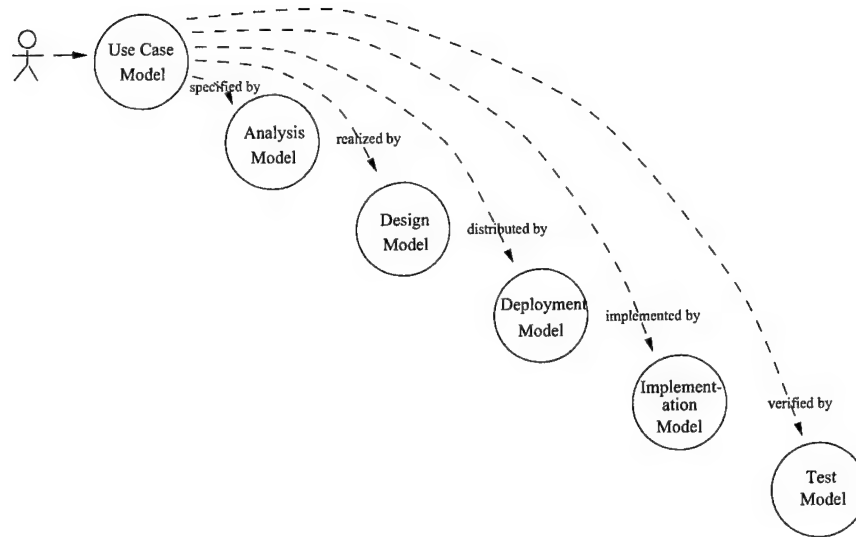 Use Case
Model
specified by
Analysis
Model
realized by
Design
Model
distributed by
Deployment
Model
implemented by
Implement-
ation
Model
verified by
Test
Model